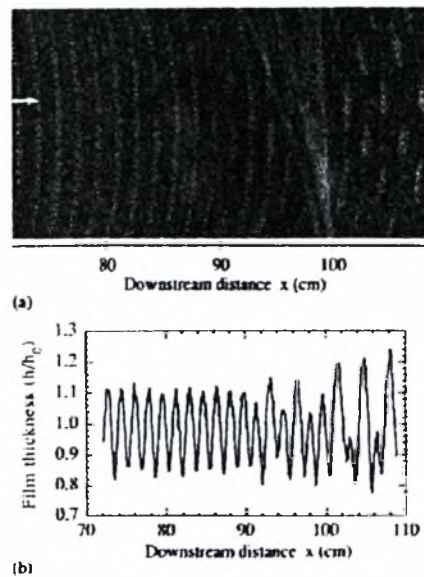 80 90 100
Downstream distance x (cm)
(a)
Film thickness (h/h₀)
1.3
1.2
1.1
1.0
0.9
0.8
0.7
70 80 90 100 110
Downstream distance x (cm)
(b)